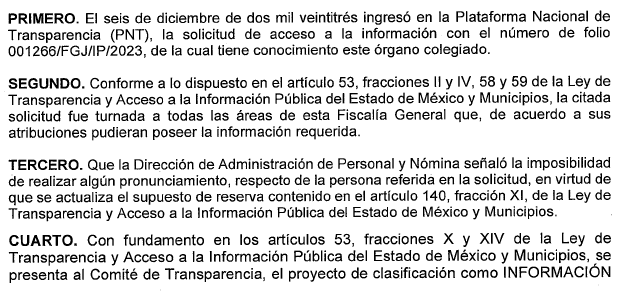 PRIMERO. El seis de diciembre de dos mil veintitrés ingresó en la Plataforma Nacional de
Transparencia (PNT), la solicitud de acceso a la información con el número de folio
001266/FGJ/IP/2023, de la cual tiene conocimiento este órgano colegiado.
SEGUNDO. Conforme a lo dispuesto en el artículo 53, fracciones II y IV, 58 y 59 de la Ley de
Transparencia y Acceso a la Información Pública del Estado de México y Municipios, la citada
solicitud fue turnada a todas las áreas de esta Fiscalía General que, de acuerdo a sus
atribuciones pudieran poseer la información requerida.
TERCERO. Que la Dirección de Administración de Personal y Nómina señaló la imposibilidad
de realizar algún pronunciamiento, respecto de la persona referida en la solicitud, en virtud de
que se actualiza el supuesto de reserva contenido en el artículo 140, fracción XI, de la Ley de
Transparencia y Acceso a la Información Pública del Estado de México y Municipios.
CUARTO. Con fundamento en los artículos 53, fracciones X y XIV de la Ley de
Transparencia y Acceso a la Información Pública del Estado de México y Municipios, se
presenta al Comité de Transparencia, el proyecto de clasificación como INFORMACIÓN